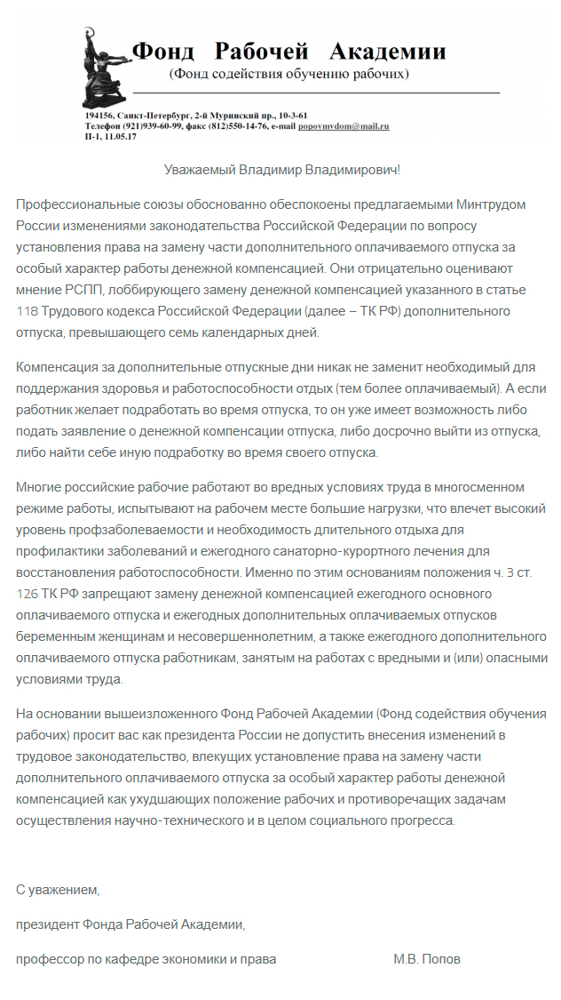 Фонд Рабочей Академии
(Фонд содействия обучению рабочих)
194156, Санкт-Петербург, 2-й Муринский пр., 10-3-61
Телефон (921)939-60-99, факс (812)550-14-76, e-mail popovmvdom@mail.ru
П-1, 11.05.17
Уважаемый Владимир Владимирович!
Профессиональные союзы обоснованно обеспокоены предлагаемыми Минтрудом
России изменениями законодательства Российской Федерации по вопросу
установления права на замену части дополнительного оплачиваемого отпуска за
особый характер работы денежной компенсацией. Они отрицательно оценивают
мнение РСПП, лоббирующего замену денежной компенсацией указанного в статье
118 Трудового кодекса Российской Федерации (далее – ТК РФ) дополнительного
отпуска, превышающего семь календарных дней.
Компенсация за дополнительные отпускные дни никак не заменит необходимый для
поддержания здоровья и работоспособности отдых (тем более оплачиваемый). А если
работник желает подработать во время отпуска, то он уже имеет возможность либо
подать заявление о денежной компенсации отпуска, либо досрочно выйти из отпуска,
либо найти себе иную подработку во время своего отпуска.
Многие российские рабочие работают во вредных условиях труда в многосменном
режиме работы, испытывают на рабочем месте большие нагрузки, что влечет высокий
уровень профзаболеваемости и необходимость длительного отдыха для
профилактики заболеваний и ежегодного санаторно-курортного лечения для
восстановления работоспособности. Именно по этим основаниям положения ч. 3 ст.
126 ТК РФ запрещают замену денежной компенсацией ежегодного основного
оплачиваемого отпуска и ежегодных дополнительных оплачиваемых отпусков
беременным женщинам и несовершеннолетним, а также ежегодного дополнительного
оплачиваемого отпуска работникам, занятым на работах с вредными и (или) опасными
условиями труда.
На основании вышеизложенного Фонд Рабочей Академии (Фонд содействия обучения
рабочих) просит вас как президента России не допустить внесения изменений в
трудовое законодательство, влекущих установление права на замену части
дополнительного оплачиваемого отпуска за особый характер работы денежной
компенсацией как ухудшающих положение рабочих и противоречащих задачам
осуществления научно-технического и в целом социального прогресса.
С уважением,
президент Фонда Рабочей Академии,
профессор по кафедре экономики и права М.В. Попов